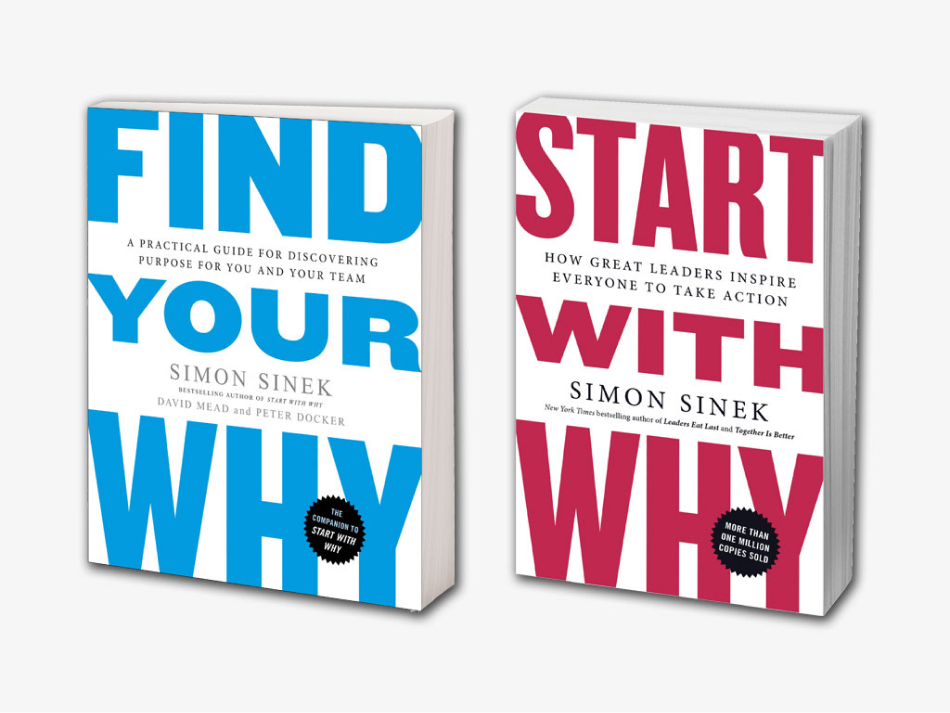 FIND
A PRACTICAL GUIDE FOR DISCOVERING
PURPOSE FOR YOU AND YOUR TEAM
YOUR
SIMON SINEK
BESTSELLING AUTHOR OF START WITH WHY
DAVID MEAD and PETER DOCKER
WHY
THE
COMPANION TO
START WITH
WHY
START
HOW GREAT LEADERS INSPIRE
EVERYONE TO TAKE ACTION
WITH
SIMON SINEK
New York Times bestselling author of Leaders Eat Last and Together Is Better
WHY
MORE THAN
ONE MILLION
COPIES SOLD